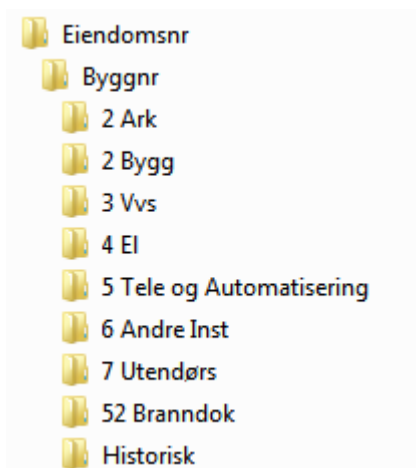 Eiendomsnr
Byggnr
2 Ark
2 Bygg
3 Vvs
4 El
5 Tele og Automatisering
6 Andre Inst
7 Utendørs
52 Branndok
Historisk